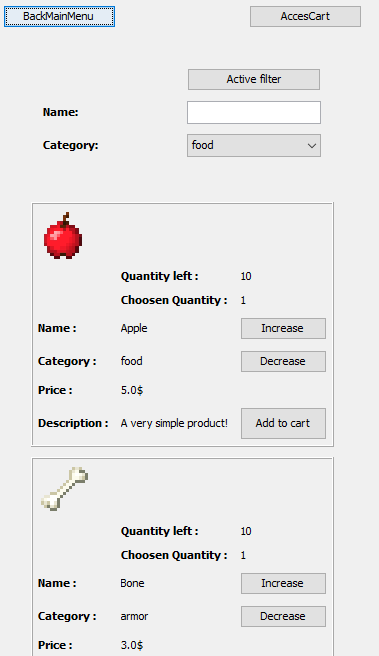 BackMainMenu AccesCart
Active filter
Name:
Category: food
Quantity left : 10
Choosen Quantity : 1
Name : Apple Increase
Category : food Decrease
Price : 5.0$
Description : A very simple product! Add to cart
Quantity left : 10
Choosen Quantity : 1
Name : Bone Increase
Category : armor Decrease
Price : 3.0$